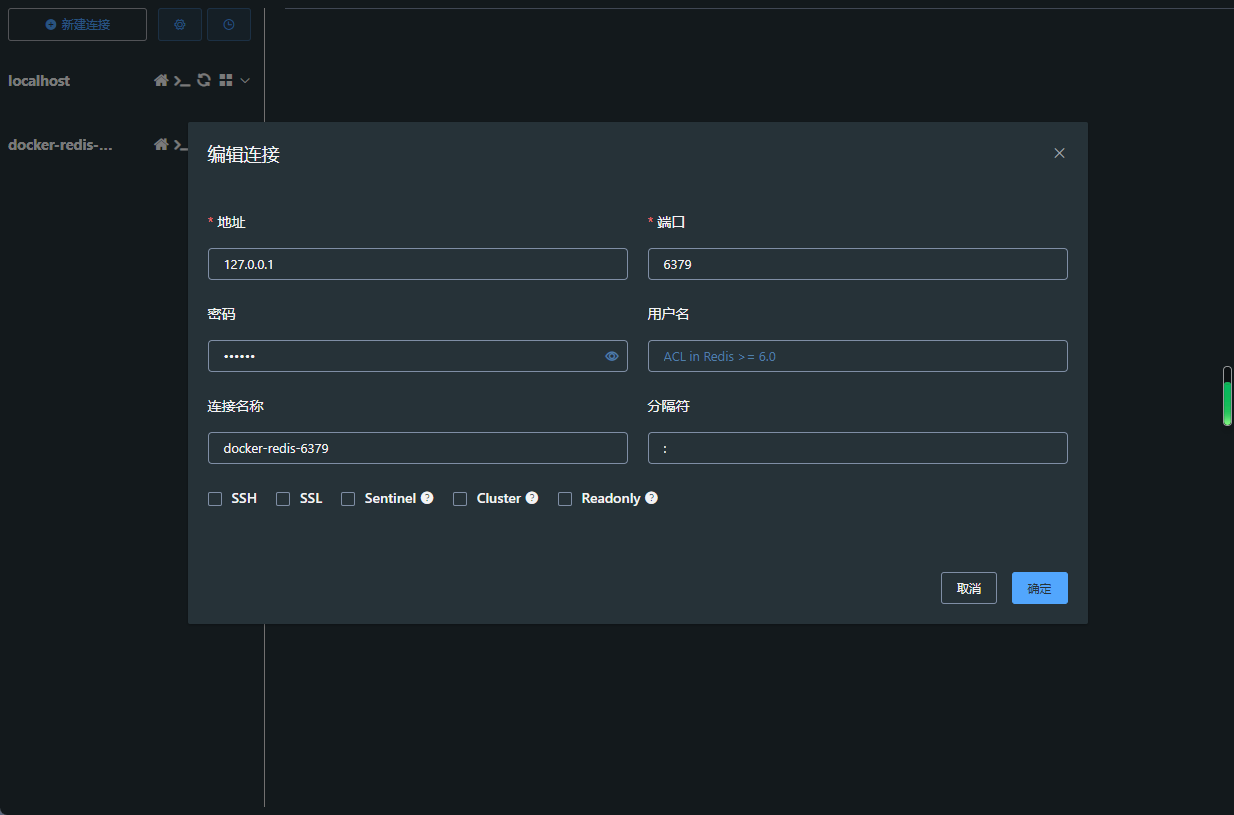 新建连接
localhost
docker-redis-...
编辑连接
* 地址
* 端口
127.0.0.1
6379
密码
用户名
••••••
ACL in Redis >= 6.0
连接名称
分隔符
docker-redis-6379
:
SSH SSL Sentinel ? Cluster ? Readonly ?
取消
确定